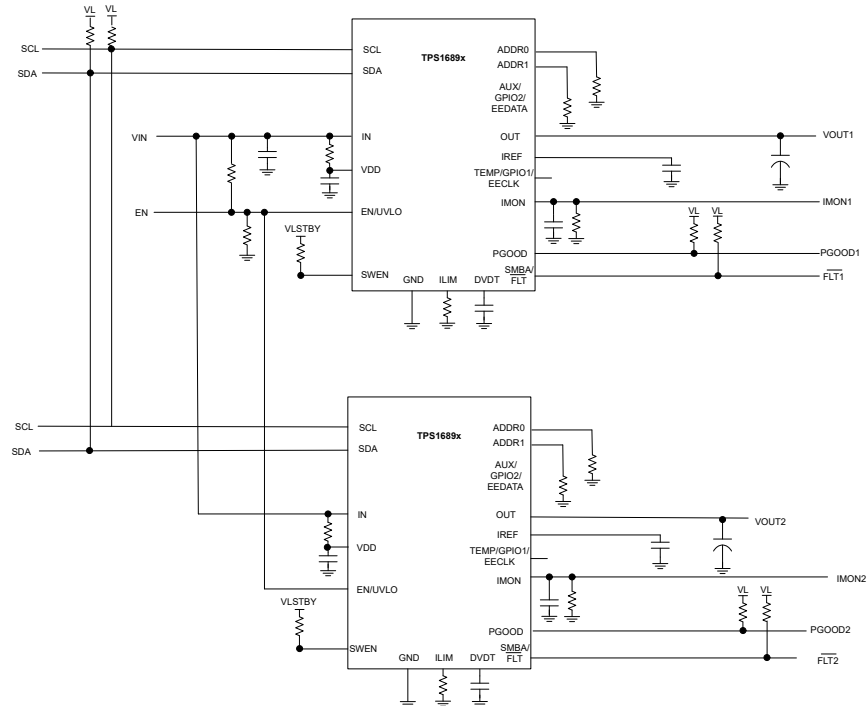 VL
VL
SCL
SDA
VIN
EN
VLSTBY
TPS1689x
SCL
SDA
IN
VDD
EN/UVLO
SWEN
GND
ILIM
DVDT
ADDR0
ADDR1
AUX/
GPIO2/
EEDATA
OUT
IREF
TEMP/GPIO1/
EECLK
IMON
PGOOD
SMBA/
FLT
VL
VL
VOUT1
IMON1
PGOOD1
FLT1
SCL
SDA
VLSTBY
TPS1689x
SCL
SDA
IN
VDD
EN/UVLO
SWEN
GND
ILIM
DVDT
ADDR0
ADDR1
AUX/
GPIO2/
EEDATA
OUT
IREF
TEMP/GPIO1/
EECLK
IMON
PGOOD
SMBA/
FLT
VL
VL
VOUT2
IMON2
PGOOD2
FLT2